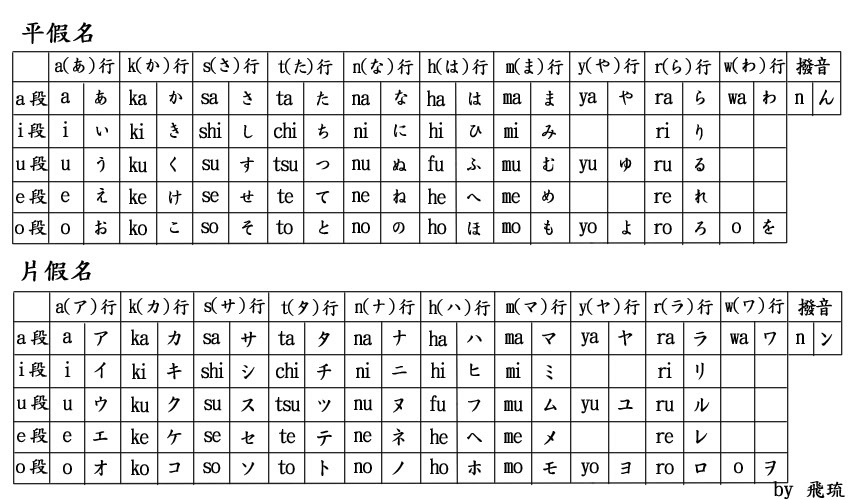 平假名
a(あ)行 k(か)行 s(さ)行 t(た)行 n(な)行 h(は)行 m(ま)行 y(や)行 r(ら)行 w(わ)行 撥音
a段 a あ ka か sa さ ta た na な ha は ma ま ya や ra ら wa わ n ん
i段 i い ki き shi し chi ち ni に hi ひ mi み ri り
u段 u う ku く su す tsu つ nu ぬ fu ふ mu む yu ゆ ru る
e段 e え ke け se せ te て ne ね he へ me め re れ
o段 o お ko こ so そ to と no の ho ほ mo も yo よ ro ろ o を
片假名
a(ア)行 k(カ)行 s(サ)行 t(タ)行 n(ナ)行 h(ハ)行 m(マ)行 y(ヤ)行 r(ラ)行 w(ワ)行 撥音
a段 a ア ka カ sa サ ta タ na ナ ha ハ ma マ ya ヤ ra ラ wa ワ n ン
i段 i イ ki キ shi シ chi チ ni ニ hi ヒ mi ミ ri リ
u段 u ウ ku ク su ス tsu ツ nu ヌ fu フ mu ム yu ユ ru ル
e段 e エ ke ケ se セ te テ ne ネ he ヘ me メ re レ
o段 o オ ko コ so ソ to ト no ノ ho ホ mo モ yo ヨ ro ロ o ヲ
by 飛琉